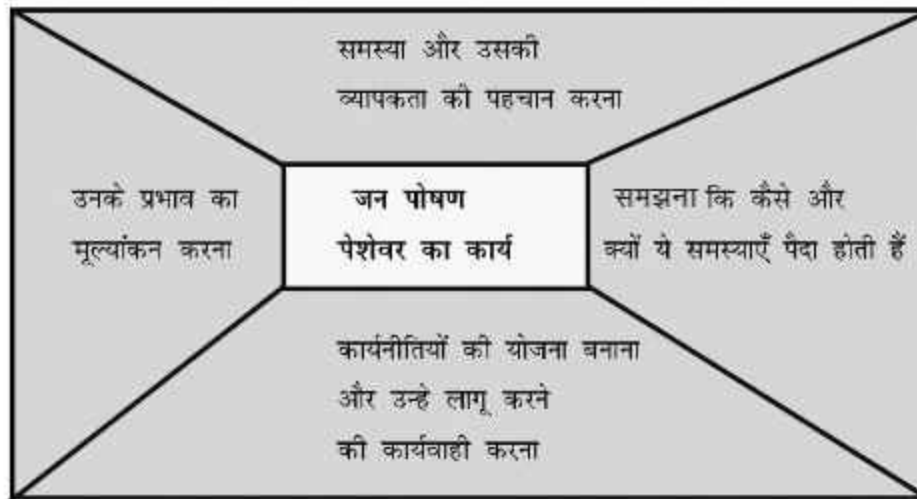 समस्या और उसकी
व्यापकता की पहचान करना
उनके प्रभाव का
मूल्यांकन करना
जन पोषण
पेशेवर का कार्य
समझना कि कैसे और
क्यों ये समस्याएँ पैदा होती हैं
कार्यनीतियों की योजना बनाना
और उन्हे लागू करने
की कार्यवाही करना